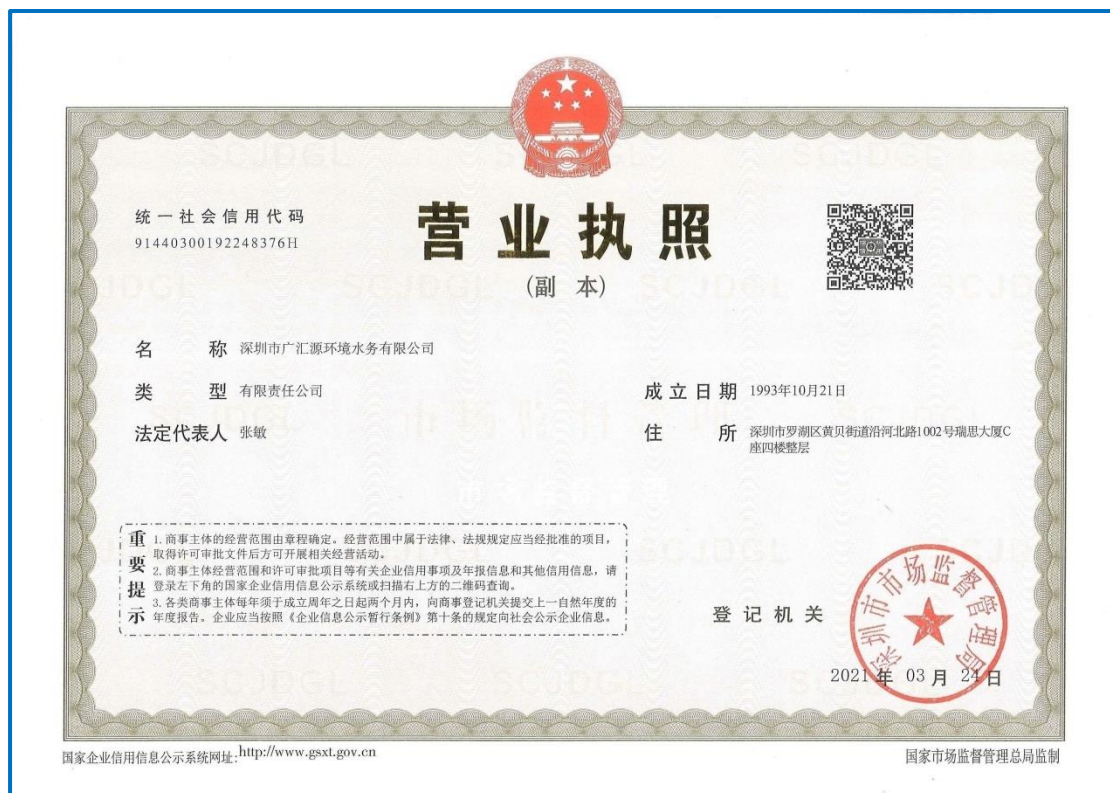 统一社会信用代码
91440300192248376H
营业执照
(副 本)
名 称 深圳市广汇源环境水务有限公司
类 型 有限责任公司
法定代表人 张敏
成立日期 1993年10月21日
住 所 深圳市罗湖区黄贝街道沿河北路1002号瑞思大厦C
座四楼整层
重要提示
1. 商事主体的经营范围由章程确定。经营范围中属于法律、法规规定应当经批准的项目，
取得许可审批文件后方可开展相关经营活动。
2. 商事主体经营范围和许可审批项目等有关企业信用事项及年报信息和其他信用信息，请
登录左下角的国家企业信用信息公示系统或扫描右上方的二维码查询。
3. 各类商事主体每年须于成立周年之日起两个月内，向商事登记机关提交上一自然年度的
年度报告。企业应当按照《企业信息公示暂行条例》第十条的规定向社会公示企业信息。
登记机关
深圳市市场监督管理局
2021 年 03 月 24 日
国家企业信用信息公示系统网址:http://www.gsxt.gov.cn
国家市场监督管理总局监制
SCJDGL
SCJDGL
SCJDGL
SCJDGL